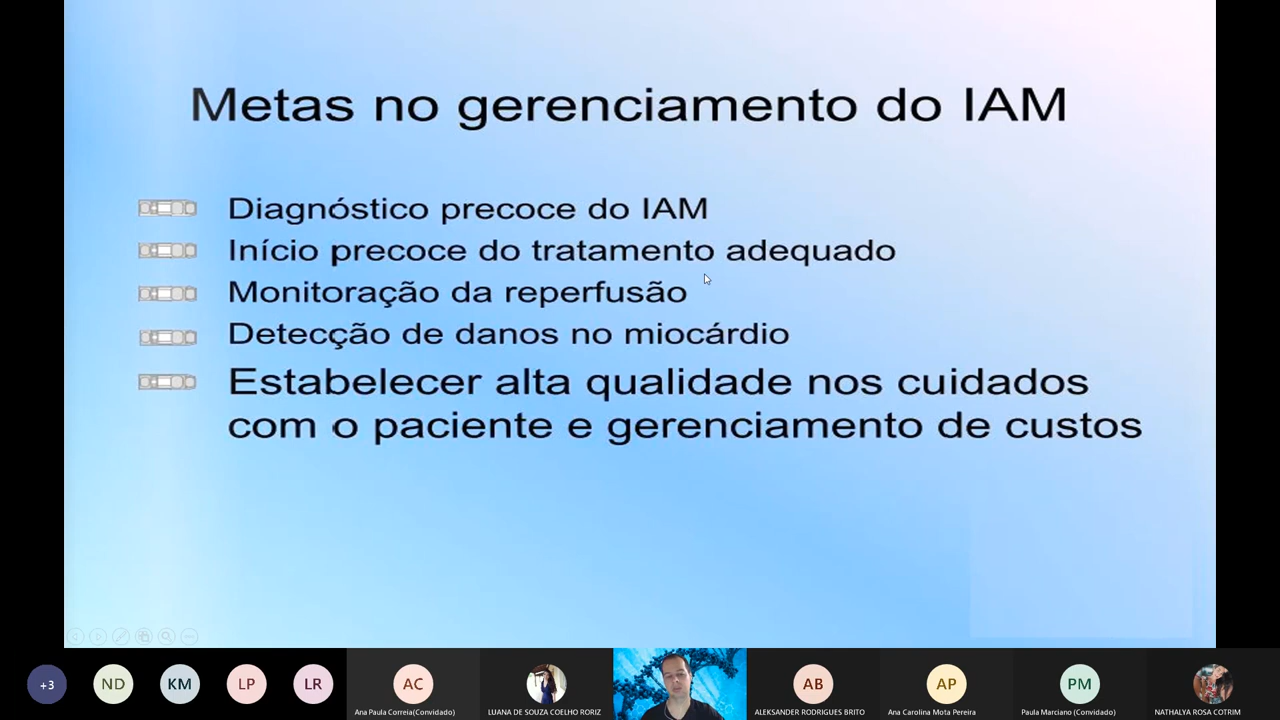 Metas no gerenciamento do IAM
Diagnóstico precoce do IAM
Início precoce do tratamento adequado
Monitoração da reperfusão
Detecção de danos no miocárdio
Estabelecer alta qualidade nos cuidados
com o paciente e gerenciamento de custos
+3
ND
KM
LP
LR
AC
AB
AP
PM
Ana Paula Correia(Convidado)
LUANA DE SOUZA COELHO RORIZ
ALEKSANDER RODRIGUES BRITO
Ana Carolina Mota Pereira
Paula Marciano (Convidado)
NATHALYA ROSA COTRIM